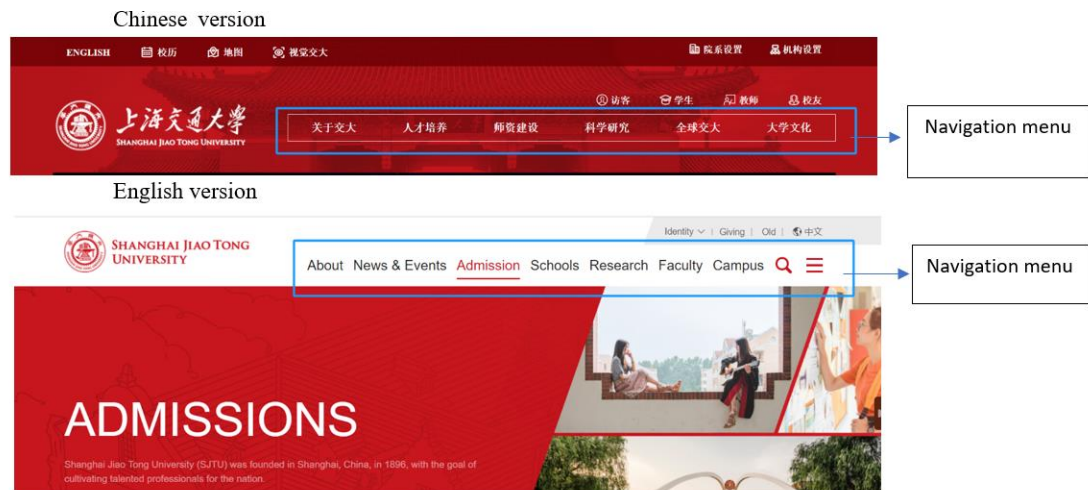 Chinese version
ENGLISH 校历 地图 视觉交大 院系设置 机构设置
访客 学生 教师 校友
上海交通大学
SHANGHAI JIAO TONG UNIVERSITY
关于交大 人才培养 师资建设 科学研究 全球交大 大学文化
Navigation menu
English version
Identity | Giving | Old | 中文
SHANGHAI JIAO TONG
UNIVERSITY
About News & Events Admission Schools Research Faculty Campus
Navigation menu
ADMISSIONS
Shanghai Jiao Tong University (SJTU) was founded in Shanghai, China, in 1896, with the goal of
cultivating talented professionals for the nation.